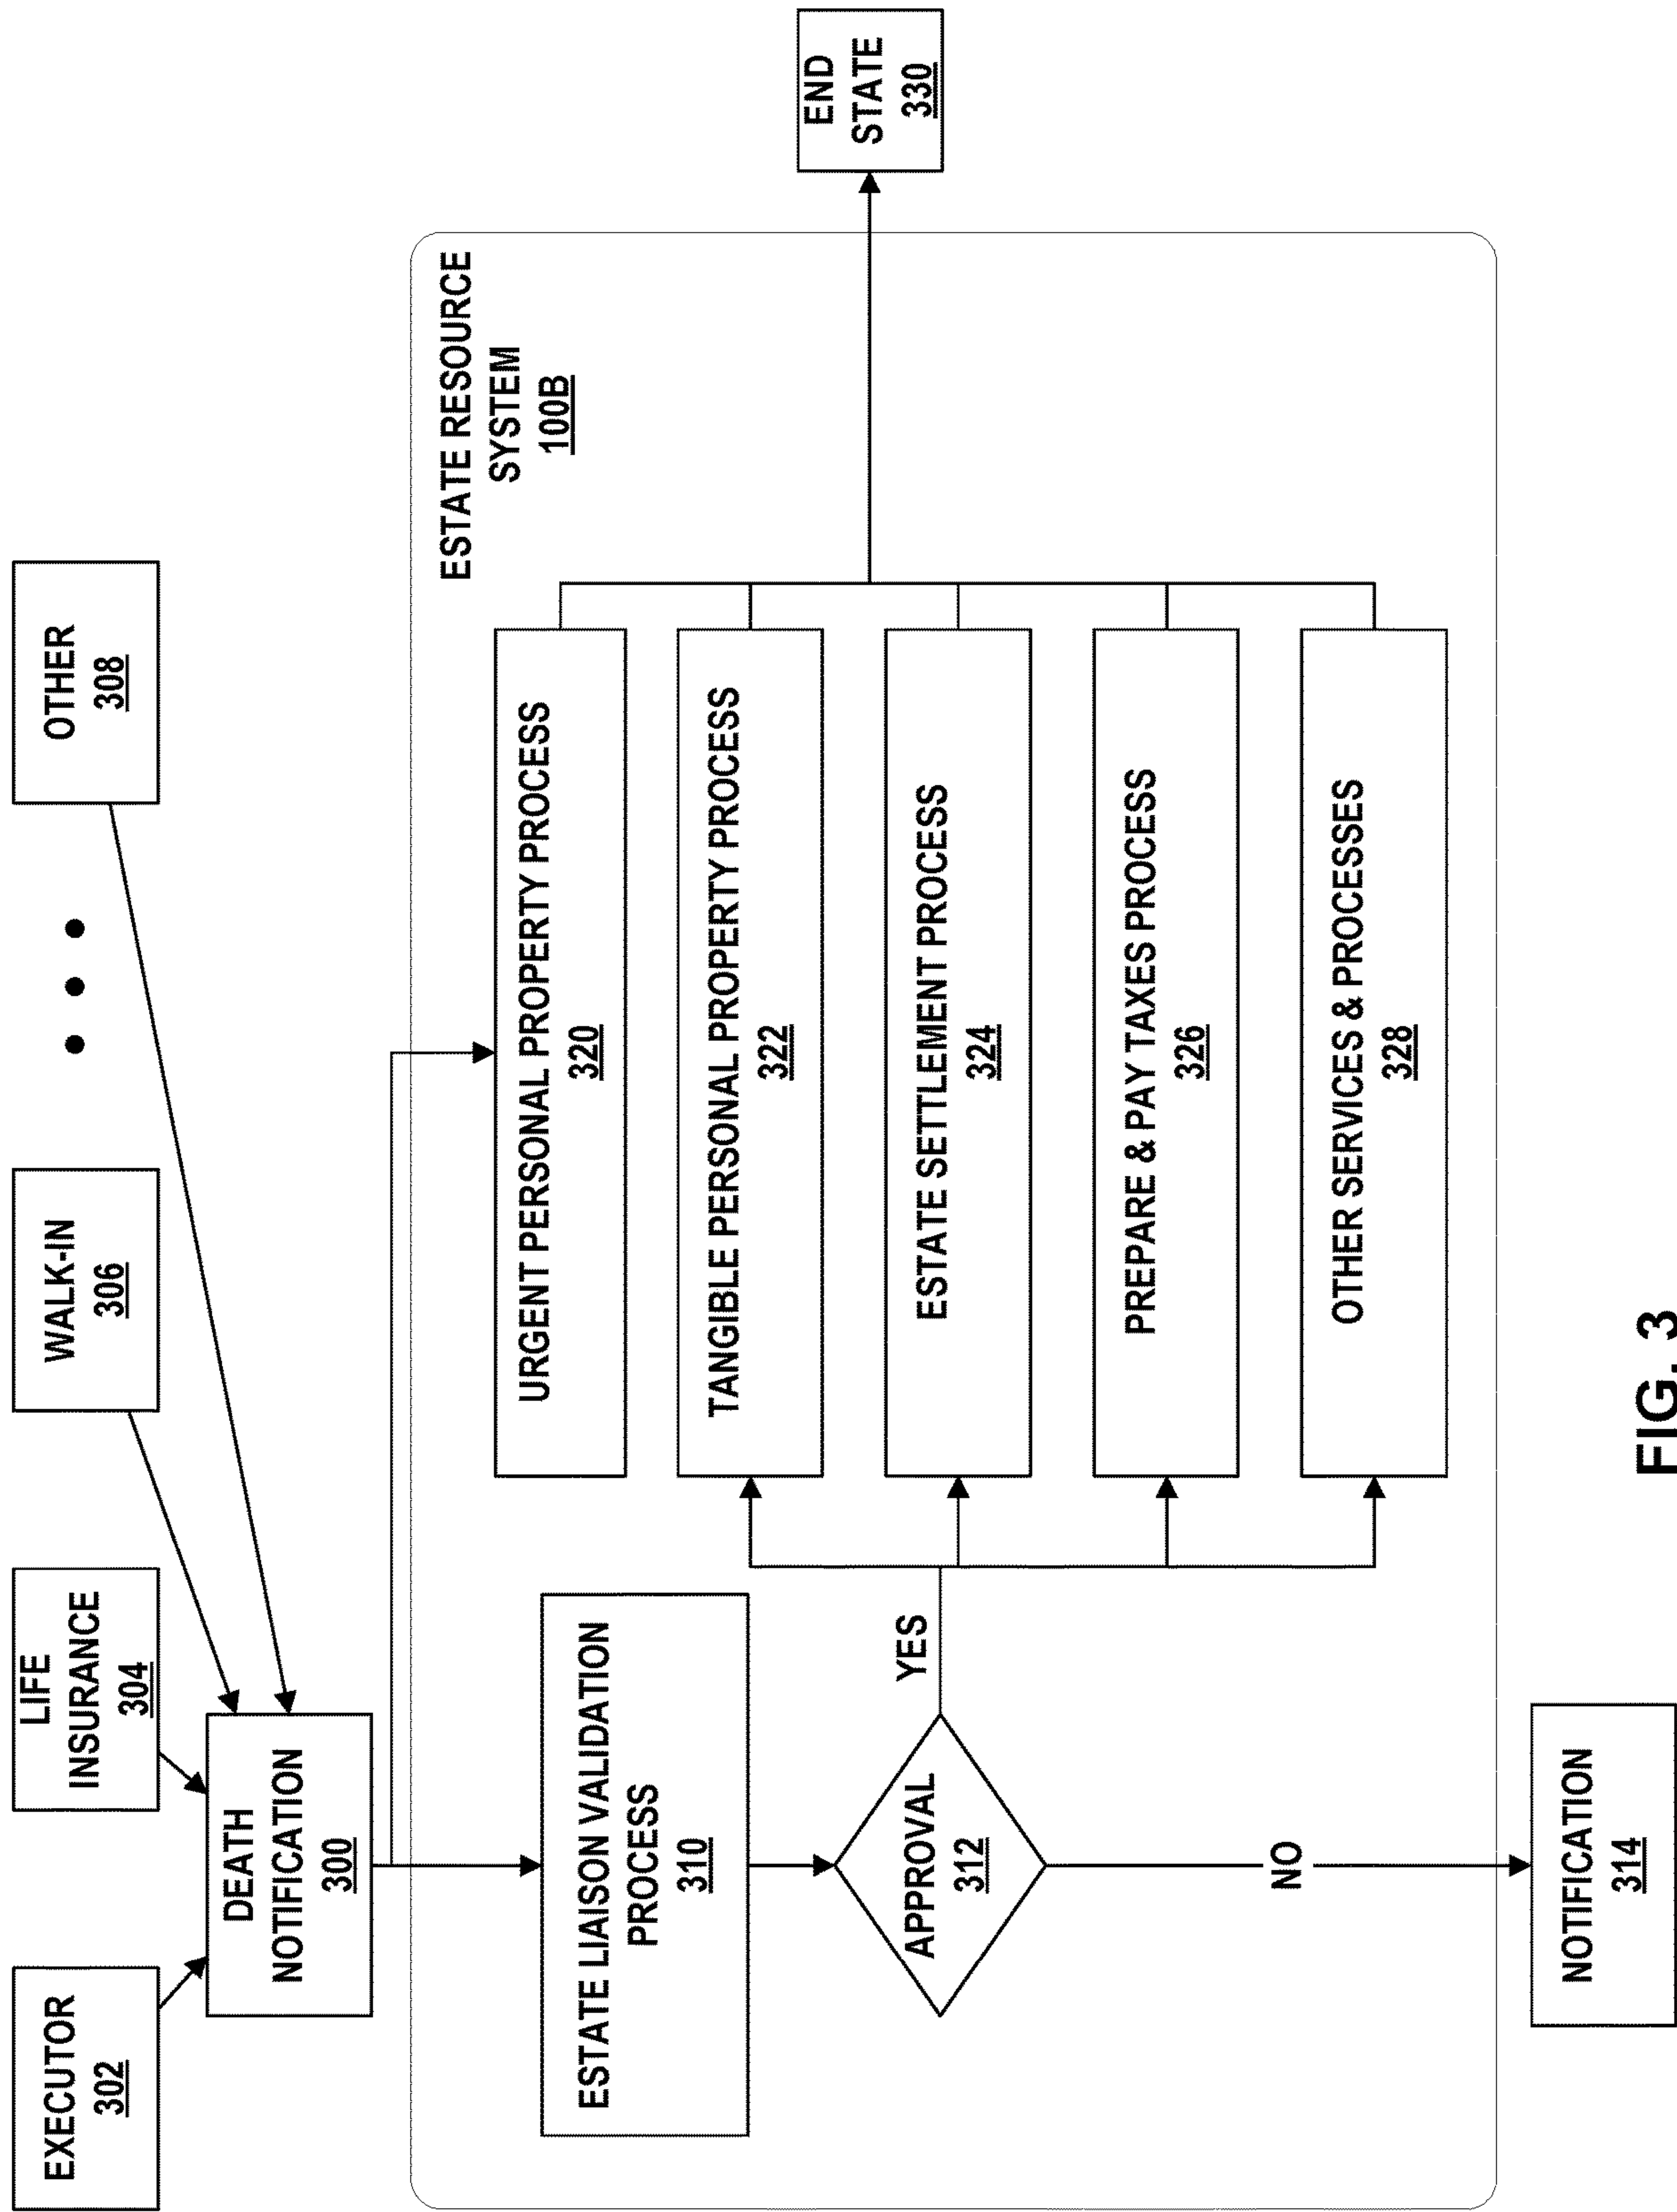 EXECUTOR
302
LIFE
INSURANCE
304
WALK-IN
306
OTHER
308
DEATH
NOTIFICATION
300
ESTATE RESOURCE
SYSTEM
100B
ESTATE LIAISON VALIDATION
PROCESS
310
APPROVAL
312
YES
NO
NOTIFICATION
314
URGENT PERSONAL PROPERTY PROCESS
320
TANGIBLE PERSONAL PROPERTY PROCESS
322
ESTATE SETTLEMENT PROCESS
324
PREPARE & PAY TAXES PROCESS
326
OTHER SERVICES & PROCESSES
328
END
STATE
330
FIG. 3